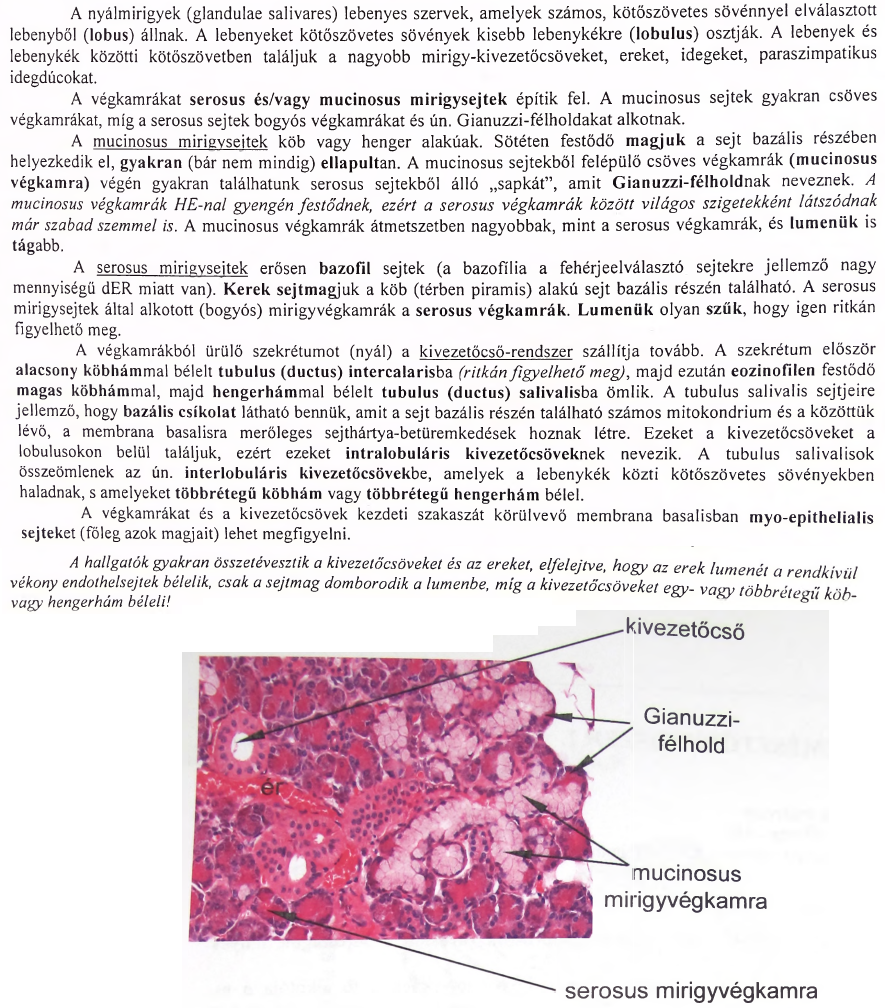 A nyálmirigyek (glandulae salivares) lebenyes szervek, amelyek számos, kötőszövetes sövénnyel elválasztott
lebenyből (lobus) állnak. A lebenyeket kötőszövetes sövények kisebb lebenykékre (lobulus) osztják. A lebenyek és
lebenykék közötti kötőszövetben találjuk a nagyobb mirigy-kivezetőcsöveket, ereket, idegeket, paraszimpatikus
idegdúcokat.
A végkamrákat serosus és/vagy mucinosus mirigysejtek építik fel. A mucinosus sejtek gyakran csöves
végkamrákat, míg a serosus sejtek bogyós végkamrákat és ún. Gianuzzi-félholdakat alkotnak.
A mucinosus mirigysejtek köb vagy henger alakúak. Sötéten festődő magjuk a sejt bazális részében
helyezkedik el, gyakran (bár nem mindig) ellapultan. A mucinosus sejtekből felépülő csöves végkamrák (mucinosus
végkamra) végén gyakran találhatunk serosus sejtekből álló „sapkát”, amit Gianuzzi-félholdnak neveznek. A
mucinosus végkamrák HE-nal gyengén festődnek, ezért a serosus végkamrák között világos szigetekként látszódnak
már szabad szemmel is. A mucinosus végkamrák átmetszetben nagyobbak, mint a serosus végkamrák, és lumenük is
tágabb.
A serosus mirigysejtek erősen bazofil sejtek (a bazofília a fehérjeelválasztó sejtekre jellemző nagy
mennyiségű dER miatt van). Kerek sejtmagjuk a köb (térben piramis) alakú sejt bazális részén található. A serosus
mirigysejtek által alkotott (bogyós) mirigyvégkamrák a serosus végkamrák. Lumenük olyan szűk, hogy igen ritkán
figyelhető meg.
A végkamrákból ürülő szekrétumot (nyál) a kivezetőcső-rendszer szállítja tovább. A szekrétum először
alacsony köbhámmal bélelt tubulus (ductus) intercalarisba (ritkán figyelhető meg), majd ezután eozinofilen festődő
magas köbhámmal, majd hengerhámmal bélelt tubulus (ductus) salivalisba ömlik. A tubulus salivalis sejtjeire
jellemző, hogy bazális csíkolat látható bennük, amit a sejt bazális részén található számos mitokondrium és a közöttük
lévő, a membrana basalisra merőleges sejthártya-betüremkedések hoznak létre. Ezeket a kivezetőcsöveket a
lobulusokon belül találjuk, ezért ezeket intralobuláris kivezetőcsöveknek nevezik. A tubulus salivalisok
összeömlenek az ún. interlobuláris kivezetőcsövekbe, amelyek a lebenykék közti kötőszövetes sövényekben
haladnak, s amelyeket többrétegű köbhám vagy többrétegű hengerhám bélel.
A végkamrákat és a kivezetőcsövek kezdeti szakaszát körülvevő membrana basalisban myo-epithelialis
sejteket (főleg azok magjait) lehet megfigyelni.
A hallgatók gyakran összetévesztik a kivezetőcsöveket és az ereket, elfelejtve, hogy az erek lumenét a rendkívül
vékony endothelsejtek bélelik, csak a sejtmag domborodik a lumenbe, míg a kivezetőcsöveket egy- vagy többrétegű köb-
vagy hengerhám béleli!
kivezetőcső
Gianuzzi-
félhold
ér
mucinosus
mirigyvégkamra
serosus mirigyvégkamra